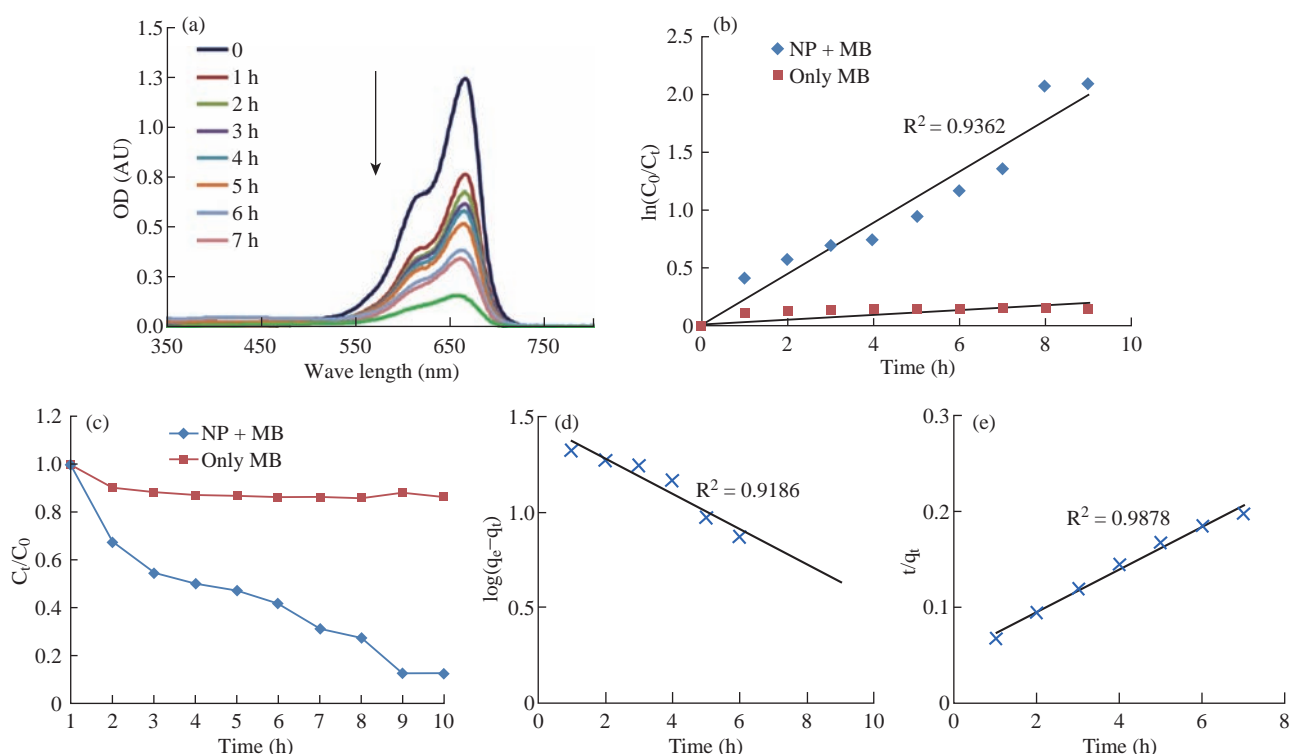 (a)
1.5
1.3
1.0
0.8
0.5
0.3
0.0
OD (AU)
0
1 h
2 h
3 h
4 h
5 h
6 h
7 h
350
450
550
650
750
Wave length (nm)
(b)
2.5
2.0
1.5
1.0
0.5
0
ln(C₀/Cₜ)
NP + MB
Only MB
R² = 0.9362
0
2
4
6
8
10
Time (h)
(c)
1.2
1.0
0.8
0.6
0.4
0.2
0
Cₜ/C₀
NP + MB
Only MB
1
2
3
4
5
6
7
8
9
10
Time (h)
(d)
1.5
1.0
0.5
0
log(qₑ–qₜ)
R² = 0.9186
0
2
4
6
8
10
Time (h)
(e)
0.3
0.2
0.1
0
t/qₜ
R² = 0.9878
0
2
4
6
8
Time (h)